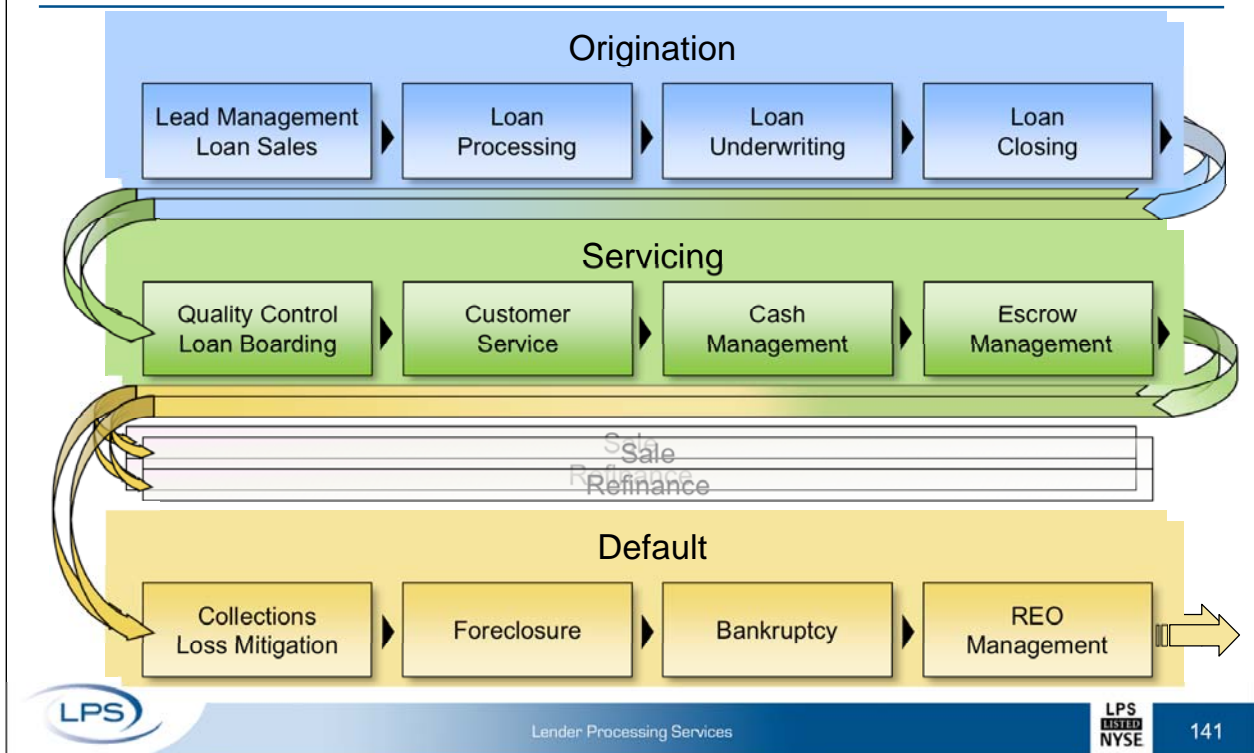 Origination
Lead Management
Loan Sales
Loan
Processing
Loan
Underwriting
Loan
Closing
Servicing
Quality Control
Loan Boarding
Customer
Service
Cash
Management
Escrow
Management
Sale
Sale
Refinance
Refinance
Default
Collections
Loss Mitigation
Foreclosure
Bankruptcy
REO
Management
LPS
Lender Processing Services
LPS
LISTED
NYSE
141